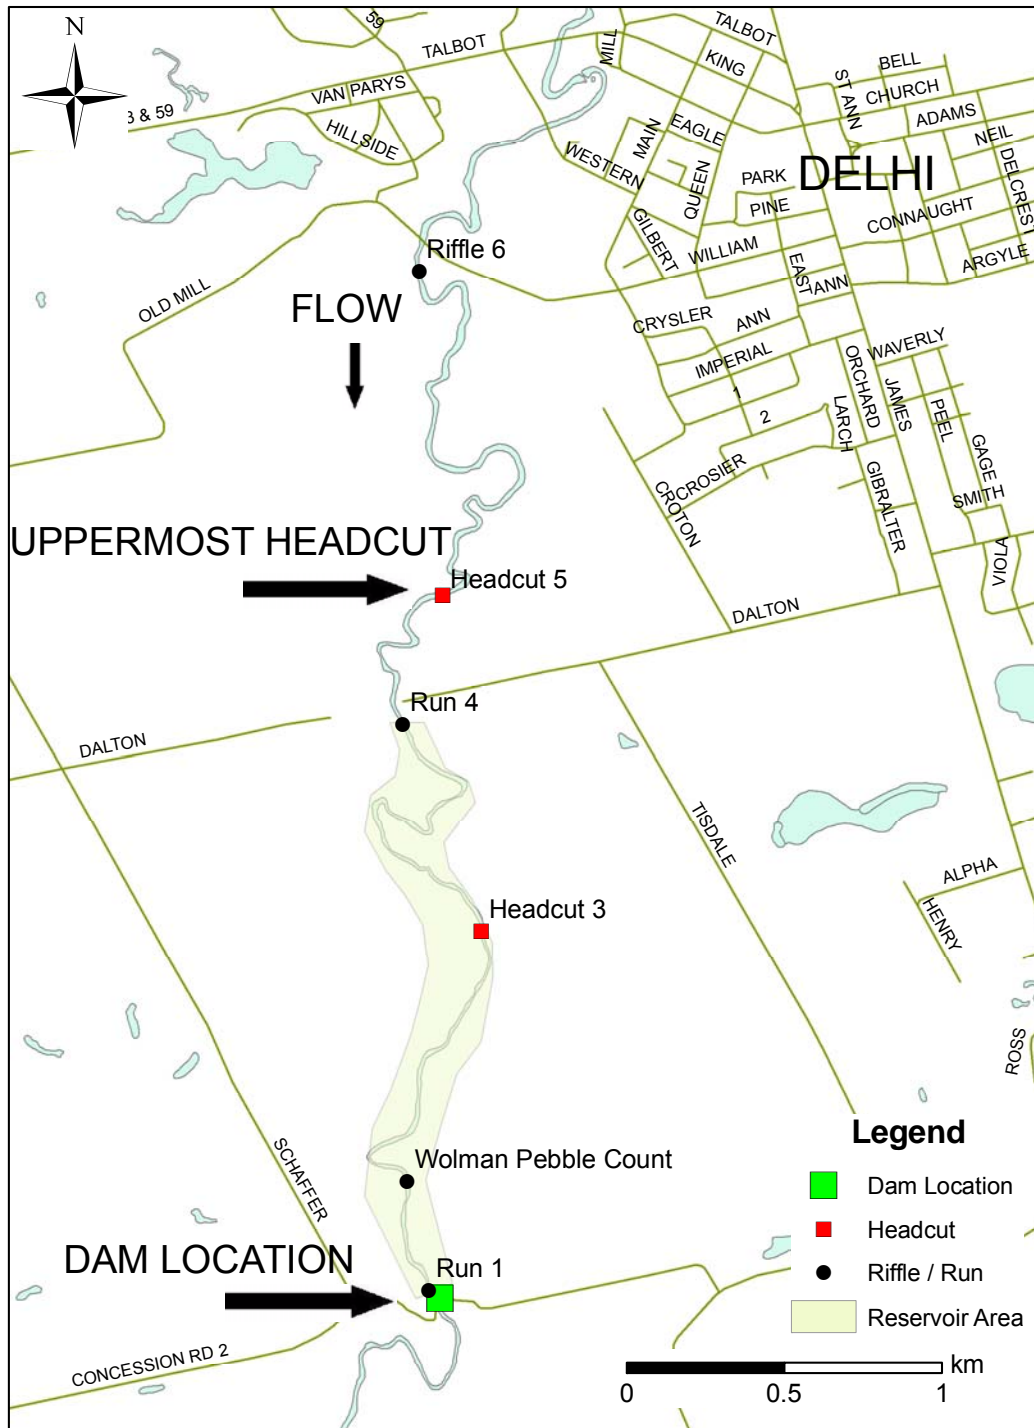 N
59
TALBOT
MILL
TALBOT
KING
BELL
ST ANN
CHURCH
VAN PARYS
3 & 59
ADAMS
HILLSIDE
MAIN
EAGLE
NEIL
WESTERN
QUEEN
PARK
DELHI
DELCREST
PINE
CONNAUGHT
GILBERT
WILLIAM
ARGYLE
Riffle 6
EAST
ANN
OLD MILL
FLOW
CRYSLER
ANN
IMPERIAL
ORCHARD
WAVERLY
JAMES
1
2
LARCH
PEEL
GAGE
CROSIER
CROTON
GIBRALTER
SMITH
UPPERMOST HEADCUT
VIOLA
Headcut 5
DALTON
Run 4
DALTON
TISDALE
ALPHA
HENRY
Headcut 3
ROSS
SCHAFFER
Wolman Pebble Count
Legend
Dam Location
Headcut
Riffle / Run
Reservoir Area
DAM LOCATION
Run 1
CONCESSION RD 2
km
0
0.5
1